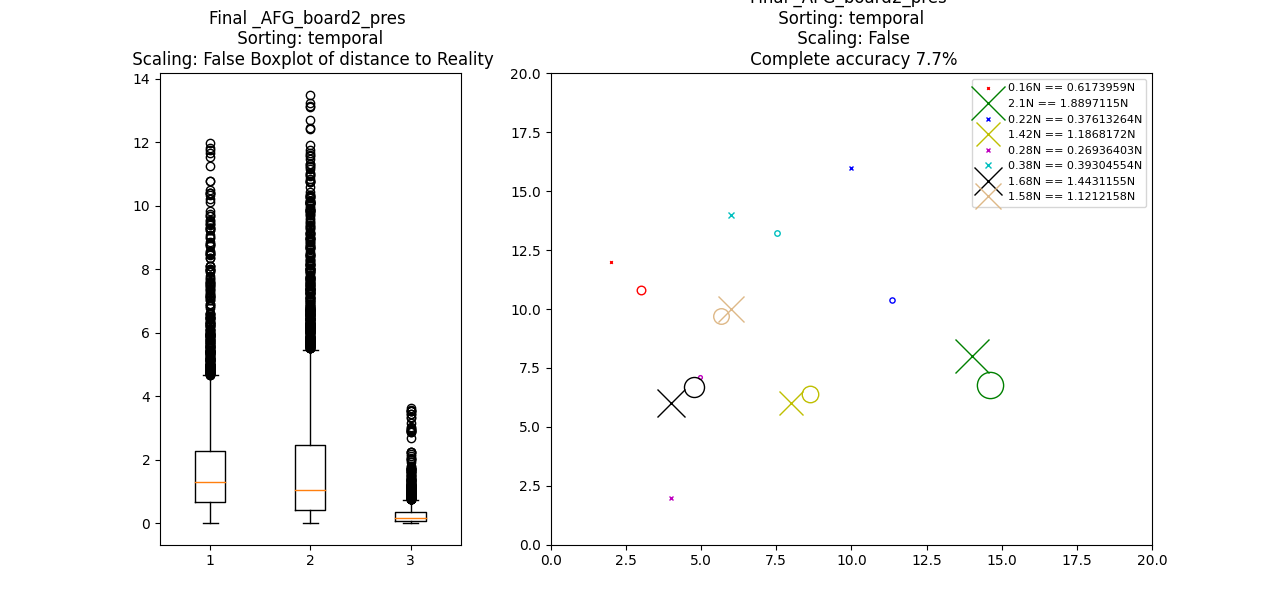 Final _AFG_board2_pres
Sorting: temporal
Scaling: False Boxplot of distance to Reality
14
12
10
8
6
4
2
0
1
2
3
Final _AFG_board2_pres
Sorting: temporal
Scaling: False
Complete accuracy 7.7%
20.0
17.5
15.0
12.5
10.0
7.5
5.0
2.5
0.0
0.0
2.5
5.0
7.5
10.0
12.5
15.0
17.5
20.0
0.16N == 0.6173959N
2.1N == 1.8897115N
0.22N == 0.37613264N
1.42N == 1.1868172N
0.28N == 0.26936403N
0.38N == 0.39304554N
1.68N == 1.4431155N
1.58N == 1.1212158N